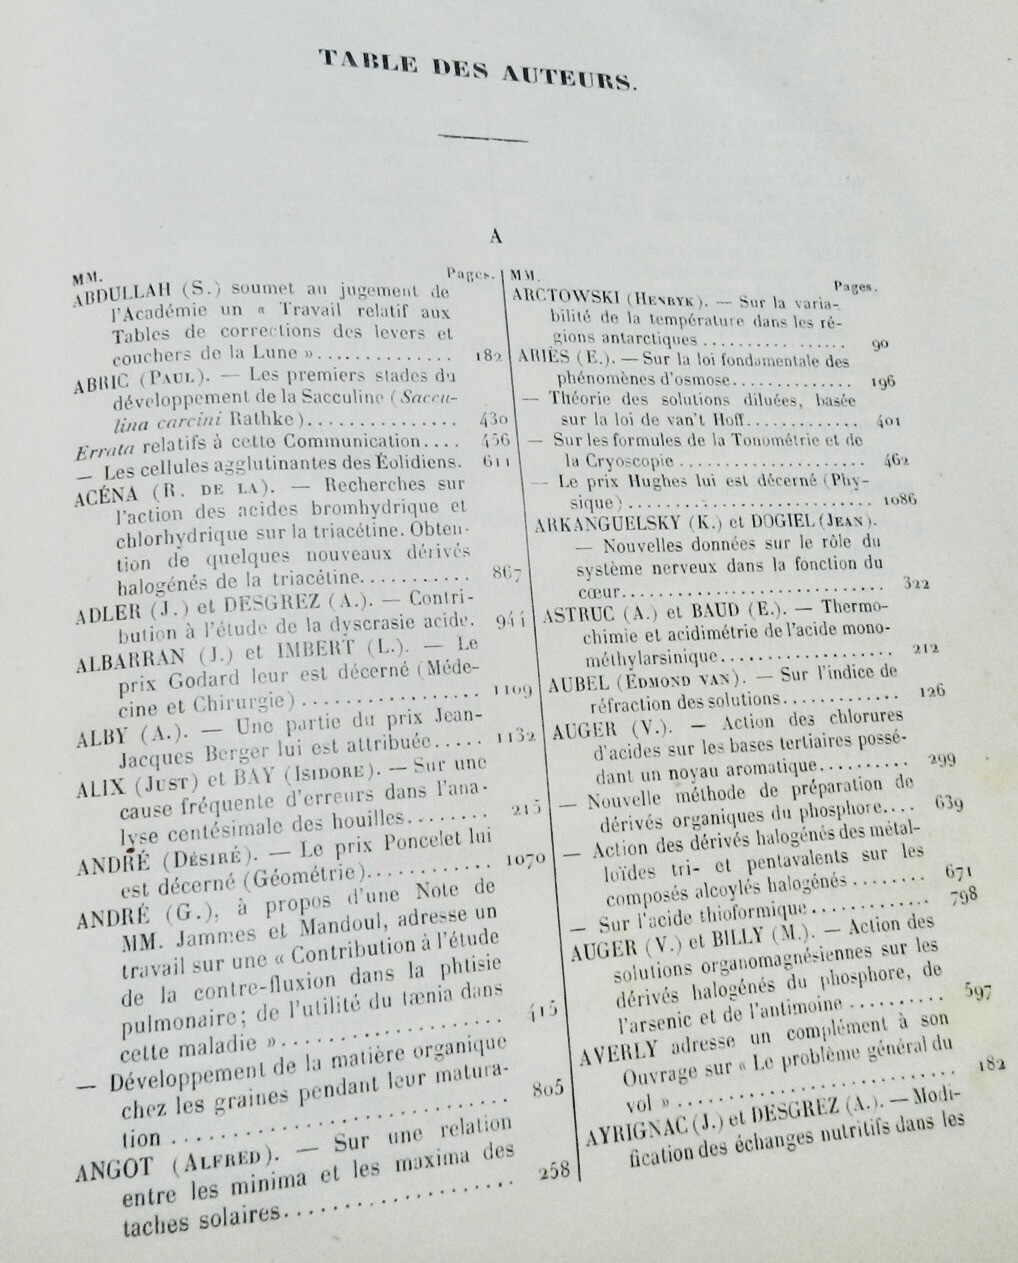 TABLE DES AUTEURS.
A
MM. Pages.
ABDULLAH (S.) soumet au jugement de
l'Académie un « Travail relatif aux
Tables de corrections des levers et
couchers de la Lune ».............. 182
ABRIC (PAUL). — Les premiers stades du
développement de la Sacculine (Saccu-
lina carcini Rathke)............... 430
Errata relatifs à cette Communication.... 456
— Les cellules agglutinantes des Éolidiens. 611
ACÉNA (R. DE LA). — Recherches sur
l'action des acides bromhydrique et
chlorhydrique sur la triacétine. Obten-
tion de quelques nouveaux dérivés
halogénés de la triacétine........... 867
ADLER (J.) et DESGREZ (A.). — Contri-
bution à l'étude de la dyscrasie acide. 944
ALBARRAN (J.) et IMBERT (L.). — Le
prix Godard leur est décerné (Méde-
cine et Chirurgie)................ 1109
ALBY (A.). — Une partie du prix Jean-
Jacques Berger lui est attribuée..... 1132
ALIX (JUST) et BAY (ISIDORE). — Sur une
cause fréquente d'erreurs dans l'ana-
lyse centésimale des houilles........ 215
ANDRÉ (DÉSIRÉ). — Le prix Poncelet lui
est décerné (Géométrie)............ 1070
ANDRÉ (G.), à propos d'une Note de
MM. Jammes et Mandoul, adresse un
travail sur une « Contribution à l'étude
de la contre-fluxion dans la phtisie
pulmonaire; de l'utilité du tænia dans
cette maladie »................... 415
— Développement de la matière organique
chez les graines pendant leur matura-
tion ......................... 805
ANGOT (ALFRED). — Sur une relation
entre les minima et les maxima des
taches solaires.................. 258
MM. Pages.
ARCTOWSKI (HENRYK). — Sur la varia-
bilité de la température dans les ré-
gions antarctiques ................ 90
ARIÈS (E.). — Sur la loi fondamentale des
phénomènes d'osmose............. 196
— Théorie des solutions diluées, basée
sur la loi de van't Hoff............ 401
— Sur les formules de la Tonométrie et de
la Cryoscopie .................... 462
— Le prix Hughes lui est décerné (Phy-
sique)......................... 1086
ARKANGUELSKY (K.) et DOGIEL (JEAN).
— Nouvelles données sur le rôle du
système nerveux dans la fonction du
cœur.......................... 322
ASTRUC (A.) et BAUD (E.). — Thermo-
chimie et acidimétrie de l'acide mono-
méthylarsinique.................. 212
AUBEL (EDMOND VAN). — Sur l'indice de
réfraction des solutions............ 126
AUGER (V.). — Action des chlorures
d'acides sur les bases tertiaires possé-
dant un noyau aromatique.......... 299
— Nouvelle méthode de préparation de
dérivés organiques du phosphore.... 639
— Action des dérivés halogénés des métal-
loïdes tri- et pentavalents sur les
composés alcoylés halogénés ........ 671
— Sur l'acide thioformique............ 798
AUGER (V.) et BILLY (M.). — Action des
solutions organomagnésiennes sur les
dérivés halogénés du phosphore, de
l'arsenic et de l'antimoine .......... 597
AVERLY adresse un complément à son
Ouvrage sur « Le problème général du
vol »......................... 182
AYRIGNAC (J.) et DESGREZ (A.). — Modi-
fication des échanges nutritifs dans les